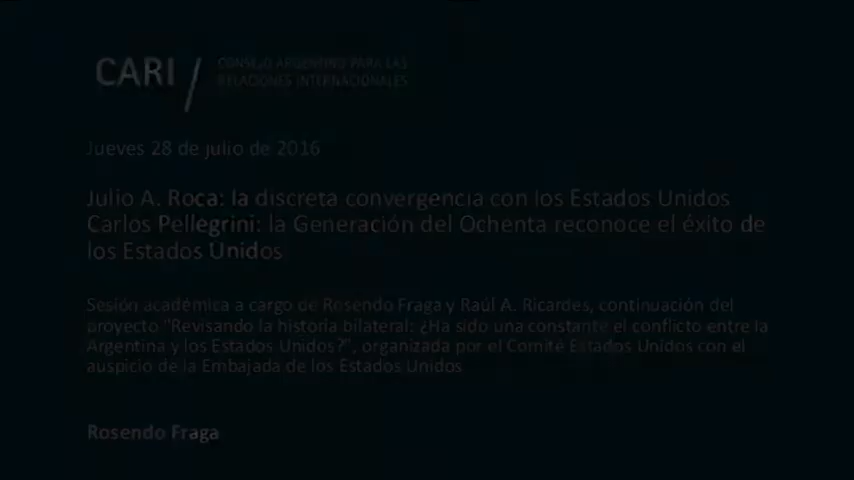 CARI
CONSEJO ARGENTINO PARA LAS
RELACIONES INTERNACIONALES
Jueves 28 de julio de 2016
Julio A. Roca: la discreta convergencia con los Estados Unidos
Carlos Pellegrini: la Generación del Ochenta reconoce el éxito de
los Estados Unidos
Sesión académica a cargo de Rosendo Fraga y Raúl A. Ricardes, continuación del
proyecto "Revisando la historia bilateral: ¿Ha sido una constante el conflicto entre la
Argentina y los Estados Unidos?", organizada por el Comité Estados Unidos con el
auspicio de la Embajada de los Estados Unidos
Rosendo Fraga